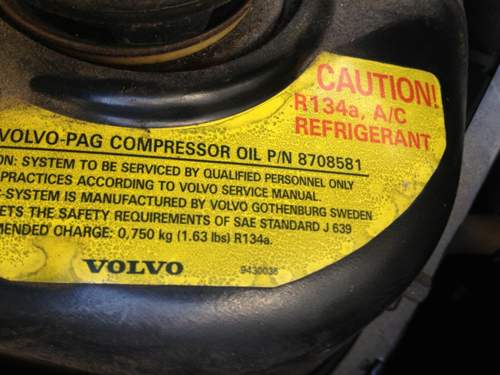 CAUTION!
R134a, A/C
REFRIGERANT
VOLVO-PAG COMPRESSOR OIL P/N 8708581
ON: SYSTEM TO BE SERVICED BY QUALIFIED PERSONNEL ONLY
PRACTICES ACCORDING TO VOLVO SERVICE MANUAL.
C-SYSTEM IS MANUFACTURED BY VOLVO GOTHENBURG SWEDEN
ETS THE SAFETY REQUIREMENTS OF SAE STANDARD J 639
MENDED CHARGE: 0,750 kg (1.63 lbs) R134a.
VOLVO 9430036